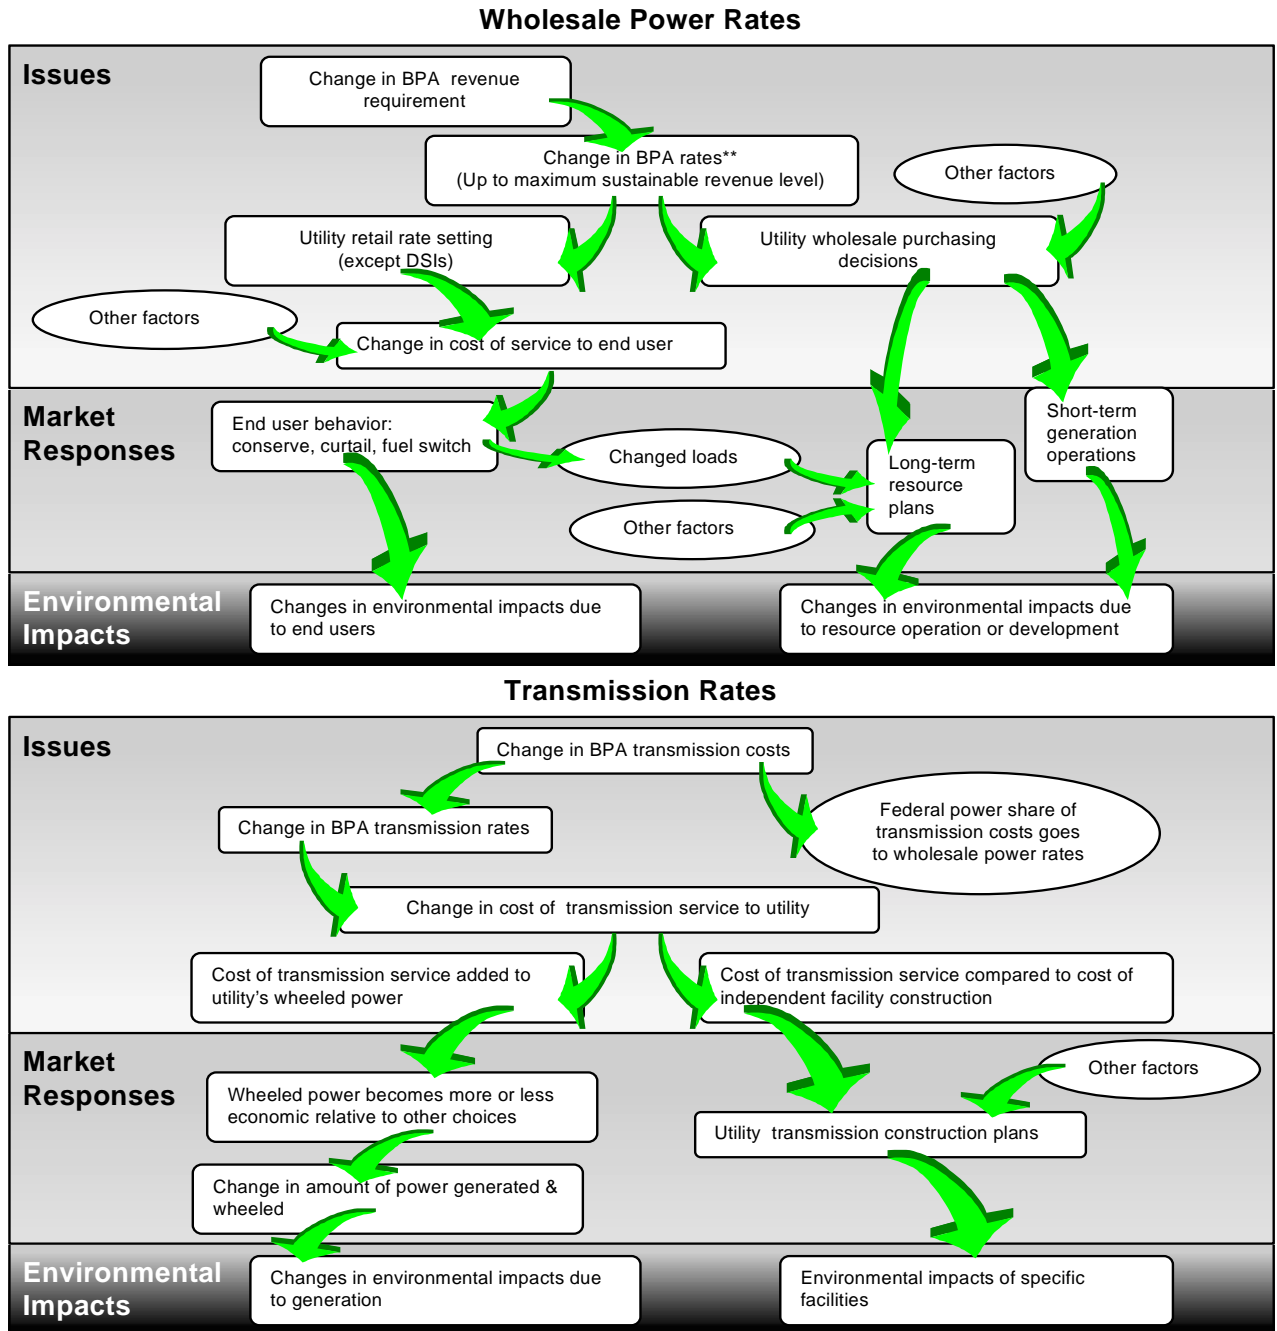 Wholesale Power Rates
Issues
Change in BPA revenue
requirement
Change in BPA rates**
(Up to maximum sustainable revenue level)
Other factors
Utility retail rate setting
(except DSIs)
Utility wholesale purchasing
decisions
Other factors
Change in cost of service to end user
Market
Responses
End user behavior:
conserve, curtail, fuel switch
Changed loads
Other factors
Long-term
resource
plans
Short-term
generation
operations
Environmental
Impacts
Changes in environmental impacts due
to end users
Changes in environmental impacts due
to resource operation or development
Transmission Rates
Issues
Change in BPA transmission costs
Change in BPA transmission rates
Federal power share of
transmission costs goes
to wholesale power rates
Change in cost of transmission service to utility
Cost of transmission service added to
utility's wheeled power
Cost of transmission service compared to cost of
independent facility construction
Market
Responses
Wheeled power becomes more or less
economic relative to other choices
Other factors
Utility transmission construction plans
Change in amount of power generated &
wheeled
Environmental
Impacts
Changes in environmental impacts due
to generation
Environmental impacts of specific
facilities